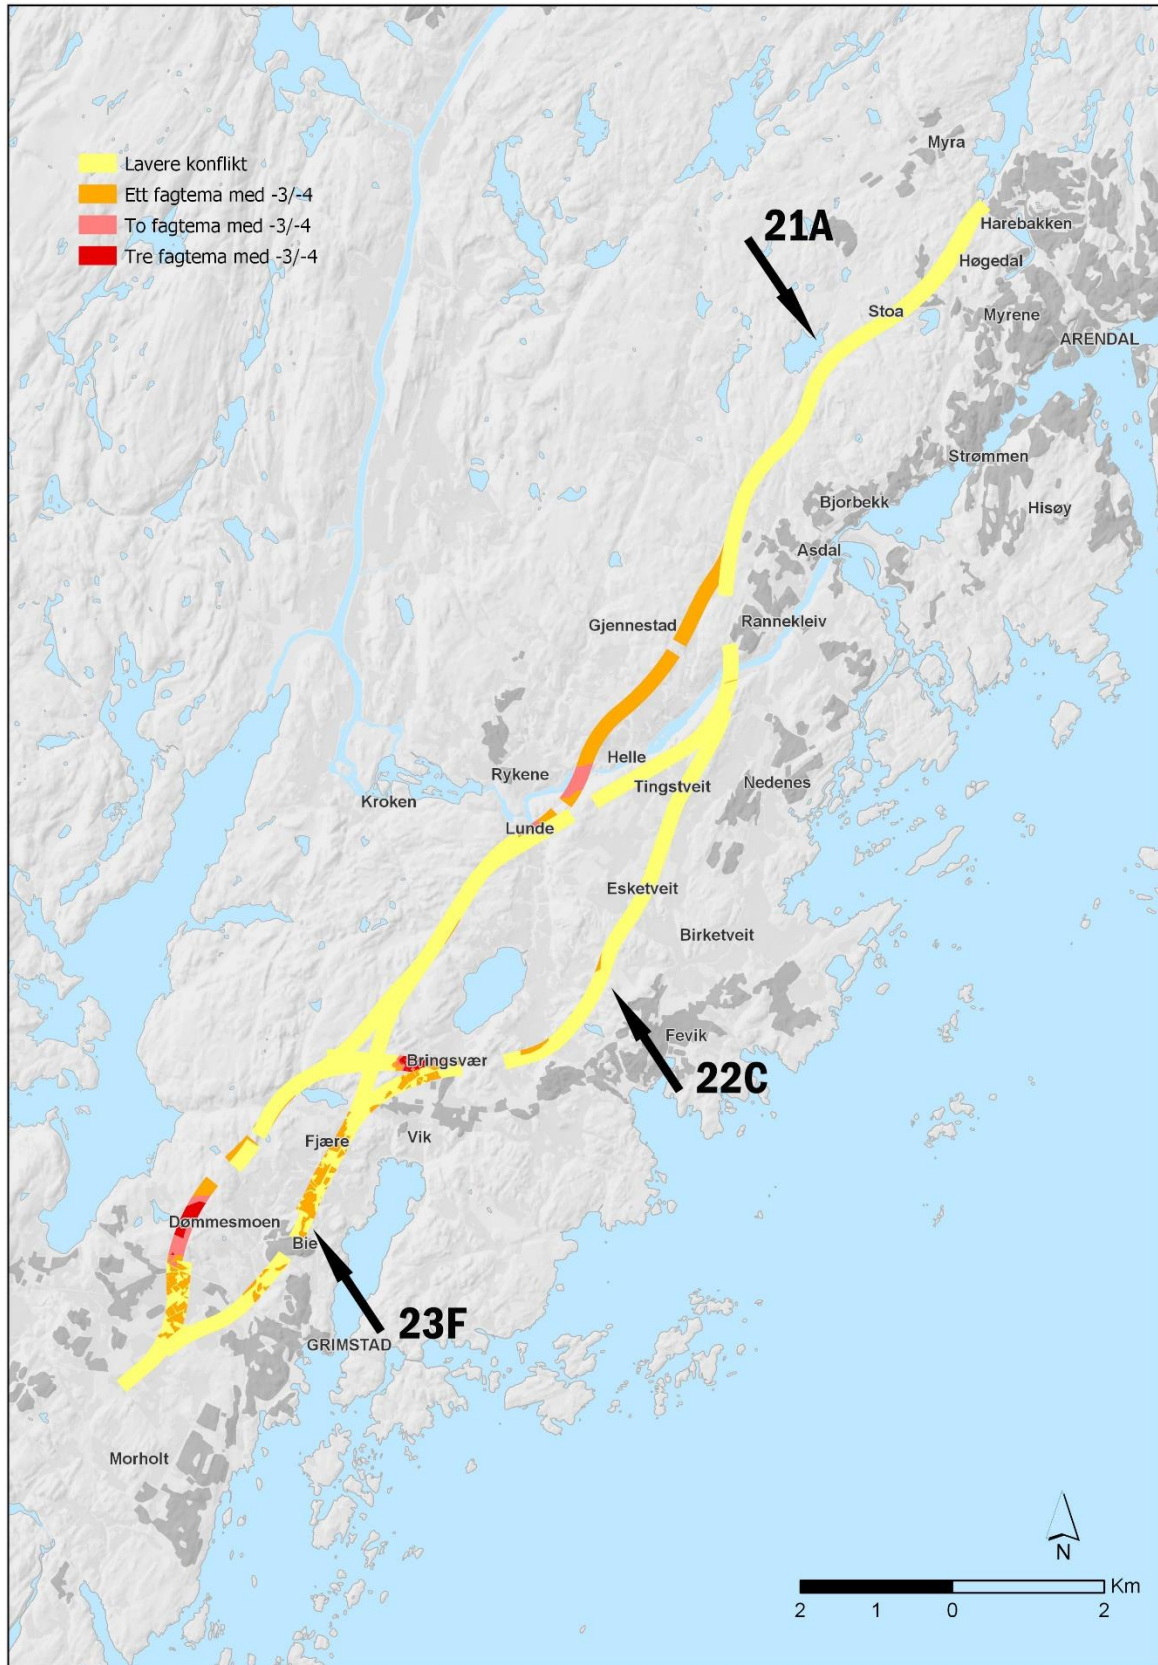 Myra
Lavere konflikt
Ett fagtema med -3/-4
To fagtema med -3/-4
Tre fagtema med -3/-4
21A
Harebakken
Høgedal
Stoa
Myrene
ARENDAL
Strømmen
Bjorbekk
Hisøy
Asdal
Gjennestad
Rannekleiv
Helle
Rykene
Tingstveit
Nedenes
Kroken
Lunde
Esketveit
Birketveit
Fevik
Bringsvær
22C
Fjære
Vik
Dømmesmoen
Bie
23F
GRIMSTAD
Morholt
N
Km
2 1 0 2